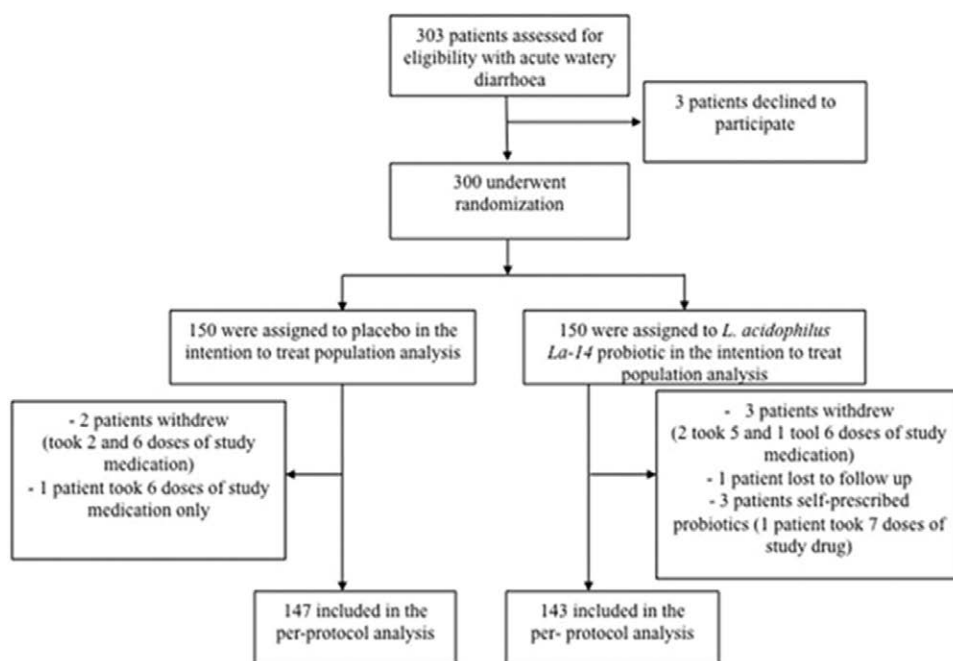 303 patients assessed for
eligibility with acute watery
diarrhoea
3 patients declined to
participate
300 underwent
randomization
150 were assigned to placebo in the
intention to treat population analysis
150 were assigned to L. acidophilus
La-14 probiotic in the intention to treat
population analysis
- 2 patients withdrew
(took 2 and 6 doses of study
medication)
- 1 patient took 6 doses of study
medication only
- 3 patients withdrew
(2 took 5 and 1 tool 6 doses of study
medication)
- 1 patient lost to follow up
- 3 patients self-prescribed
probiotics (1 patient took 7 doses of
study drug)
147 included in the
per-protocol analysis
143 included in the
per- protocol analysis